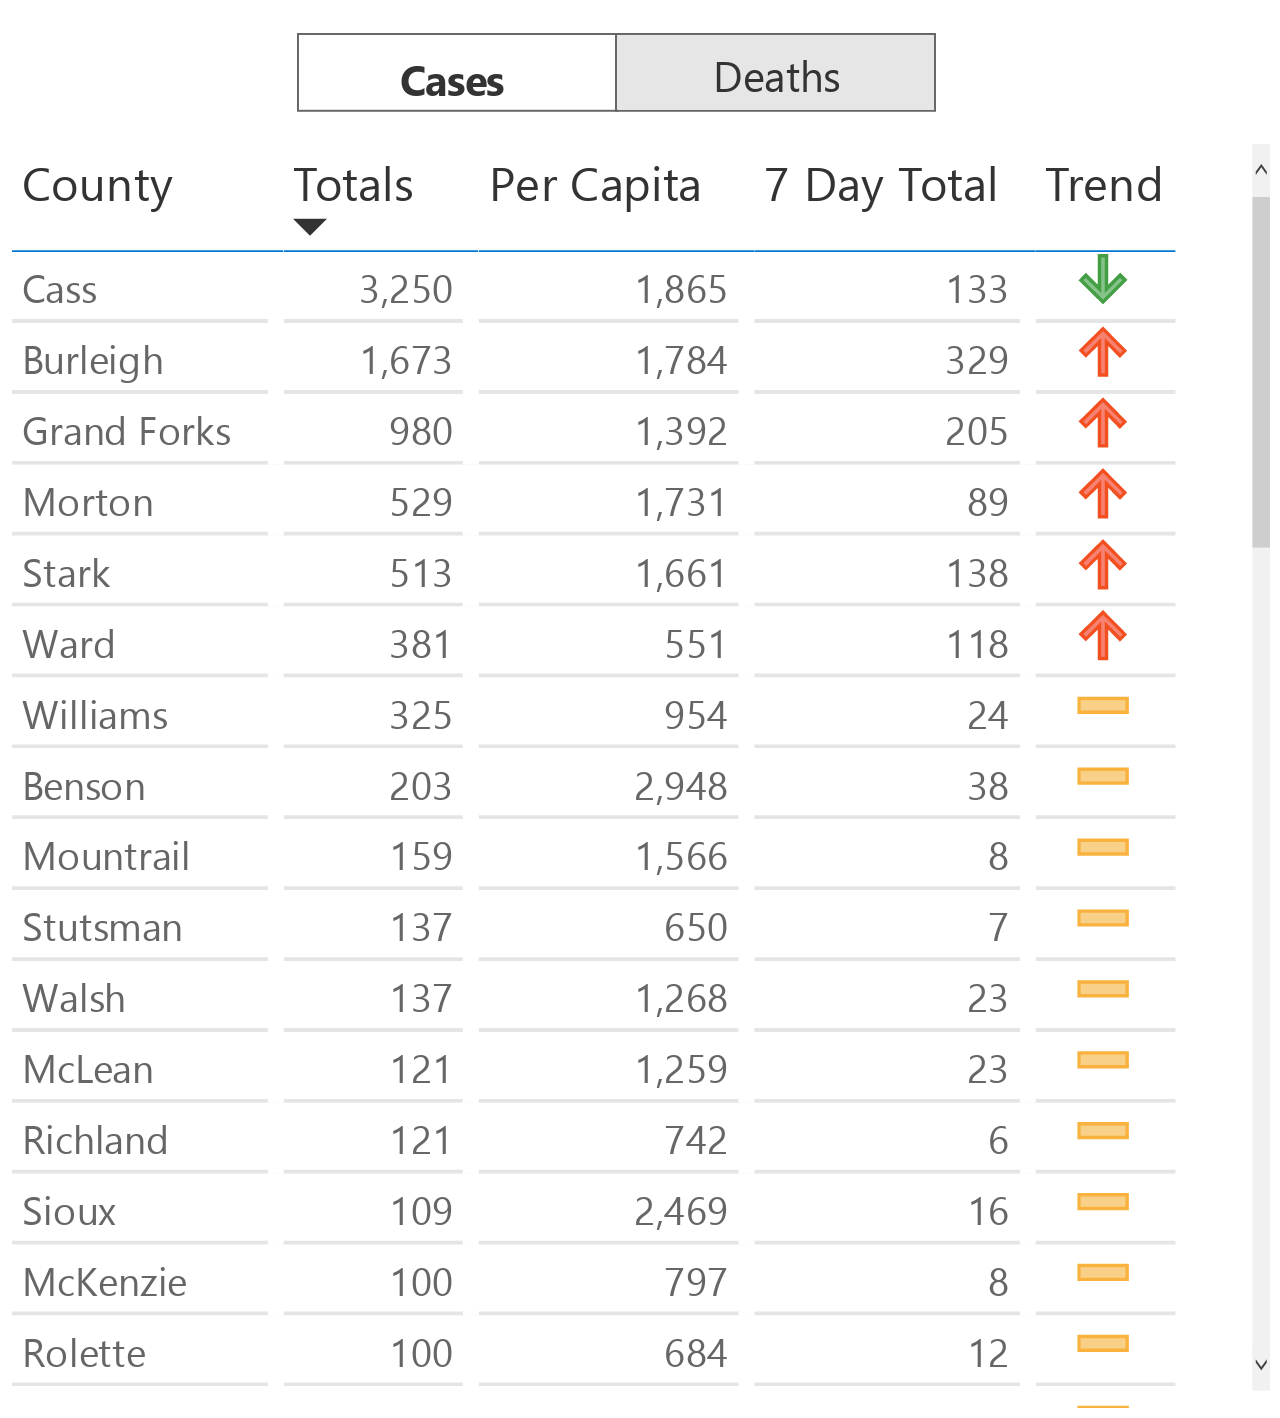 Cases Deaths
County Totals Per Capita 7 Day Total Trend
Cass 3,250 1,865 133
Burleigh 1,673 1,784 329
Grand Forks 980 1,392 205
Morton 529 1,731 89
Stark 513 1,661 138
Ward 381 551 118
Williams 325 954 24
Benson 203 2,948 38
Mountrail 159 1,566 8
Stutsman 137 650 7
Walsh 137 1,268 23
McLean 121 1,259 23
Richland 121 742 6
Sioux 109 2,469 16
McKenzie 100 797 8
Rolette 100 684 12